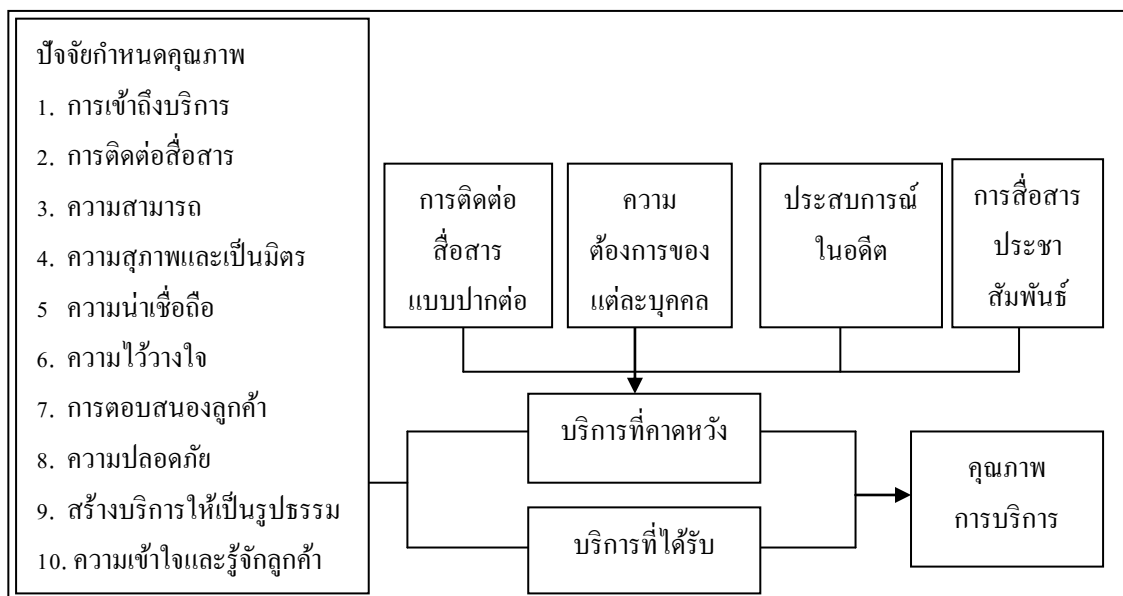 ปัจจัยกำหนดคุณภาพ
1. การเข้าถึงบริการ
2. การติดต่อสื่อสาร
3. ความสามารถ
4. ความสุภาพและเป็นมิตร
5 ความน่าเชื่อถือ
6. ความไว้วางใจ
7. การตอบสนองลูกค้า
8. ความปลอดภัย
9. สร้างบริการให้เป็นรูปธรรม
10. ความเข้าใจและรู้จักลูกค้า
การติดต่อ
สื่อสาร
แบบปากต่อ
ความ
ต้องการของ
แต่ละบุคคล
ประสบการณ์
ในอดีต
การสื่อสาร
ประชา
สัมพันธ์
บริการที่คาดหวัง
บริการที่ได้รับ
คุณภาพ
การบริการ